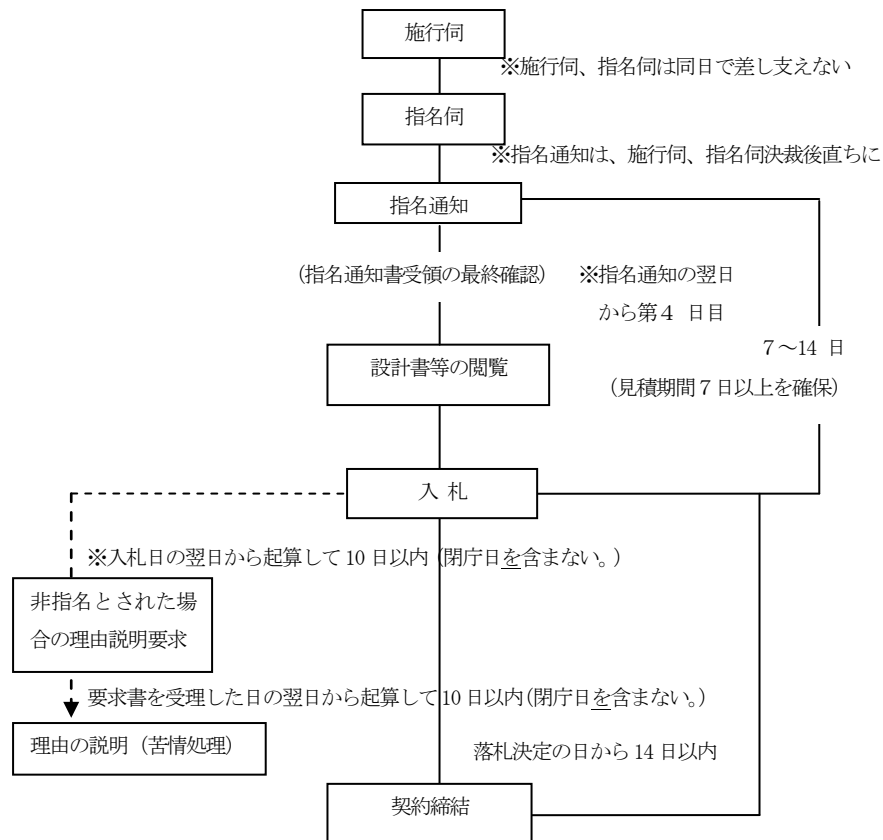 施行伺
※施行伺、指名伺は同日で差し支えない
指名伺
※指名通知は、施行伺、指名伺決裁後直ちに
指名通知
(指名通知書受領の最終確認)
※指名通知の翌日
から第4 日目
7～14 日
(見積期間7日以上を確保)
設計書等の閲覧
入 札
※入札日の翌日から起算して 10 日以内 (閉庁日を含まない。)
非指名とされた場
合の理由説明要求
要求書を受理した日の翌日から起算して10 日以内(閉庁日を含まない。)
理由の説明 (苦情処理)
落札決定の日から 14 日以内
契約締結